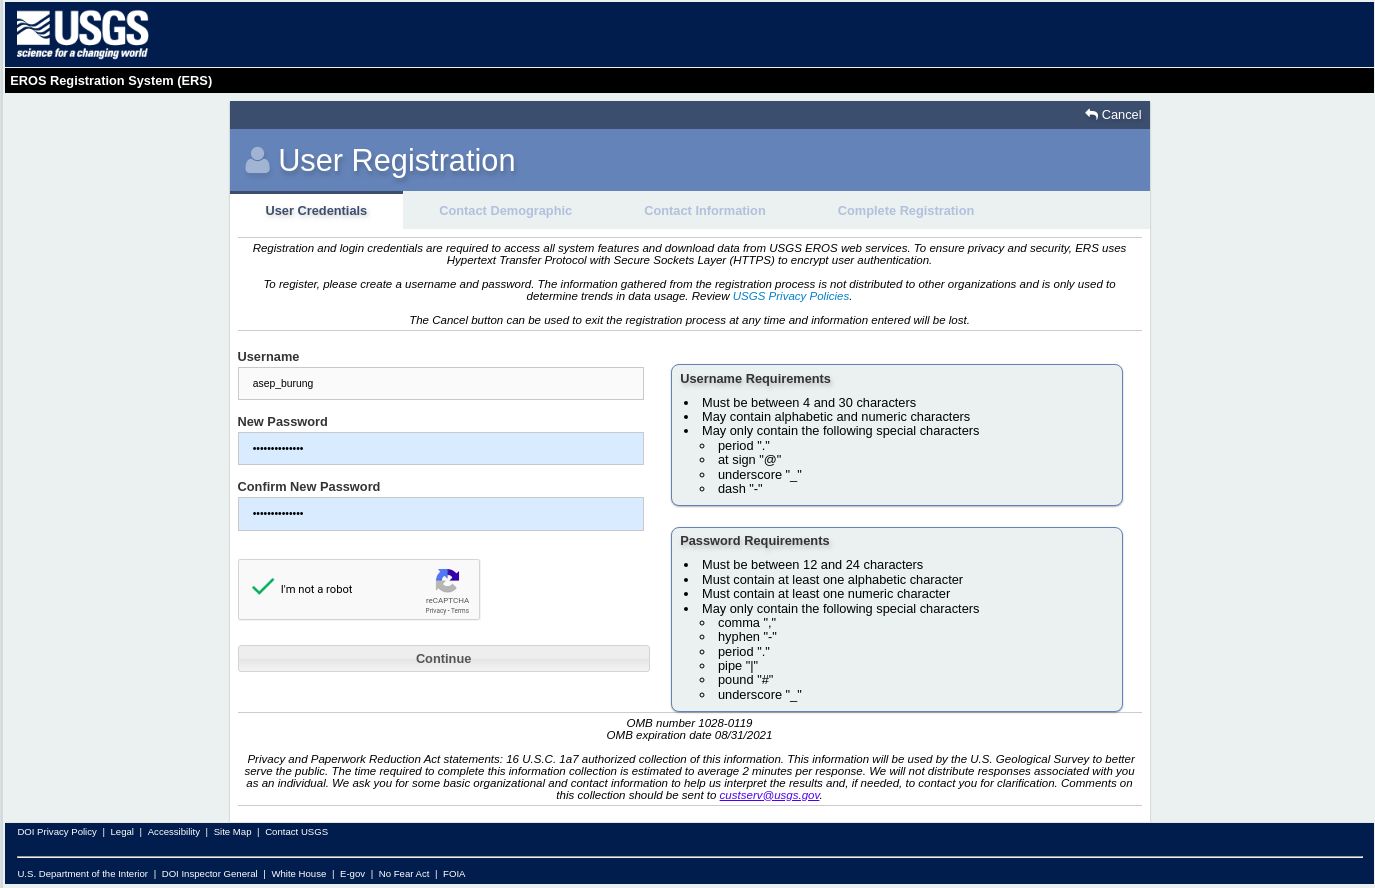 USGS
science for a changing world
EROS Registration System (ERS)
Cancel
User Registration
User Credentials
Contact Demographic
Contact Information
Complete Registration
Registration and login credentials are required to access all system features and download data from USGS EROS web services. To ensure privacy and security, ERS uses
Hypertext Transfer Protocol with Secure Sockets Layer (HTTPS) to encrypt user authentication.
To register, please create a username and password. The information gathered from the registration process is not distributed to other organizations and is only used to
determine trends in data usage. Review USGS Privacy Policies.
The Cancel button can be used to exit the registration process at any time and information entered will be lost.
Username
asep_burung
New Password
••••••••••••••
Confirm New Password
••••••••••••••
I'm not a robot
reCAPTCHA
Privacy - Terms
Continue
Username Requirements
• Must be between 4 and 30 characters
• May contain alphabetic and numeric characters
• May only contain the following special characters
◦ period "."
◦ at sign "@"
◦ underscore "_"
◦ dash "-"
Password Requirements
• Must be between 12 and 24 characters
• Must contain at least one alphabetic character
• Must contain at least one numeric character
• May only contain the following special characters
◦ comma ","
◦ hyphen "-"
◦ period "."
◦ pipe "|"
◦ pound "#"
◦ underscore "_"
OMB number 1028-0119
OMB expiration date 08/31/2021
Privacy and Paperwork Reduction Act statements: 16 U.S.C. 1a7 authorized collection of this information. This information will be used by the U.S. Geological Survey to better
serve the public. The time required to complete this information collection is estimated to average 2 minutes per response. We will not distribute responses associated with you
as an individual. We ask you for some basic organizational and contact information to help us interpret the results and, if needed, to contact you for clarification. Comments on
this collection should be sent to custserv@usgs.gov.
DOI Privacy Policy | Legal | Accessibility | Site Map | Contact USGS
U.S. Department of the Interior | DOI Inspector General | White House | E-gov | No Fear Act | FOIA